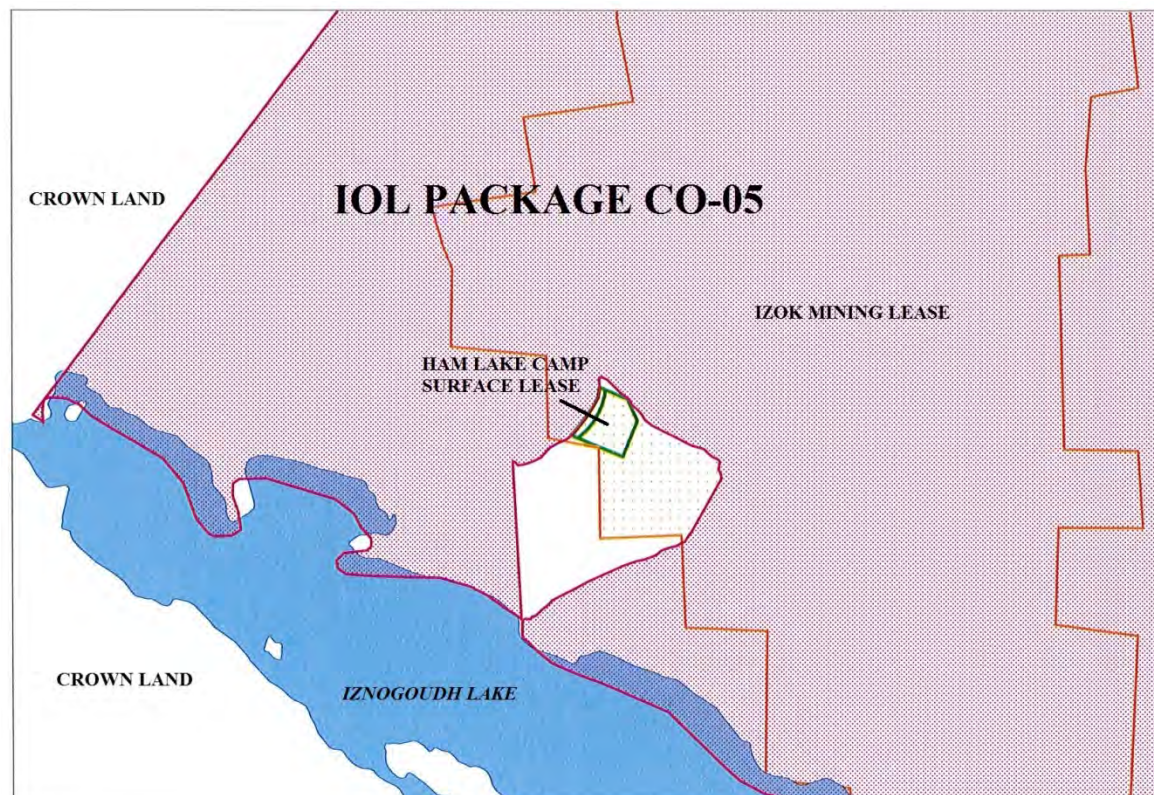 CROWN LAND
IOL PACKAGE CO-05
IZOK MINING LEASE
HAM LAKE CAMP
SURFACE LEASE
CROWN LAND
IZNOGOUDH LAKE